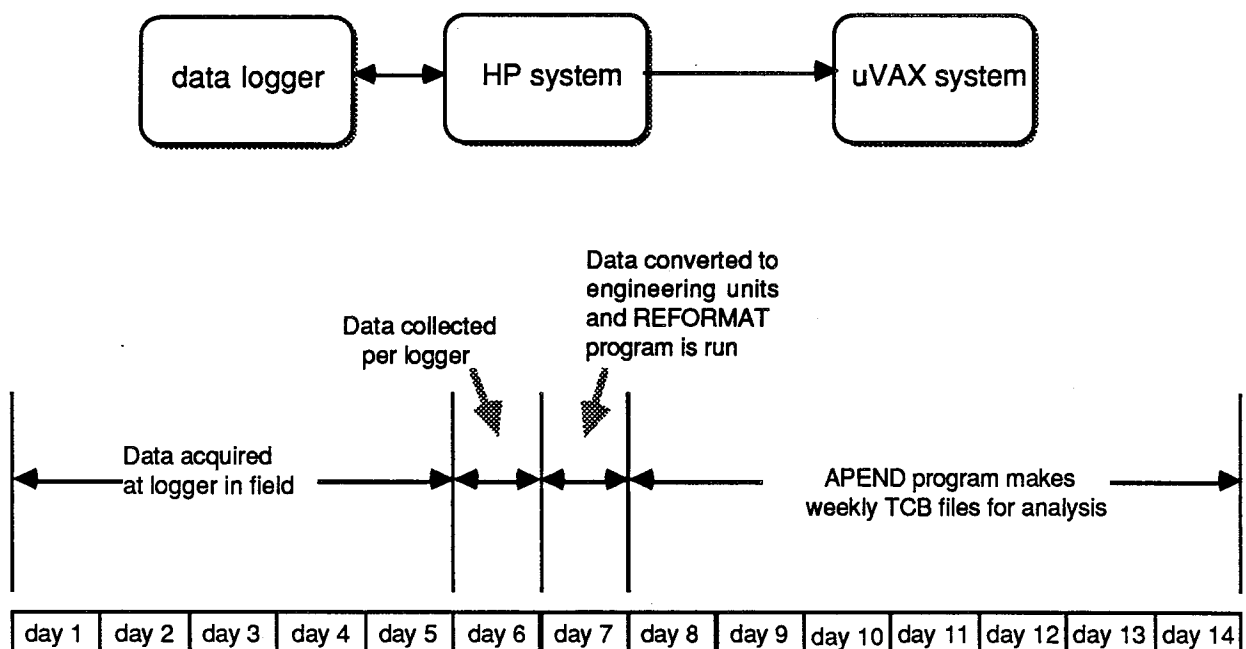 data logger
HP system
uVAX system
Data converted to
engineering units
and REFORMAT
program is run
Data collected
per logger
Data acquired
at logger in field
APEND program makes
weekly TCB files for analysis
day 1 day 2 day 3 day 4 day 5 day 6 day 7 day 8 day 9 day 10 day 11 day 12 day 13 day 14